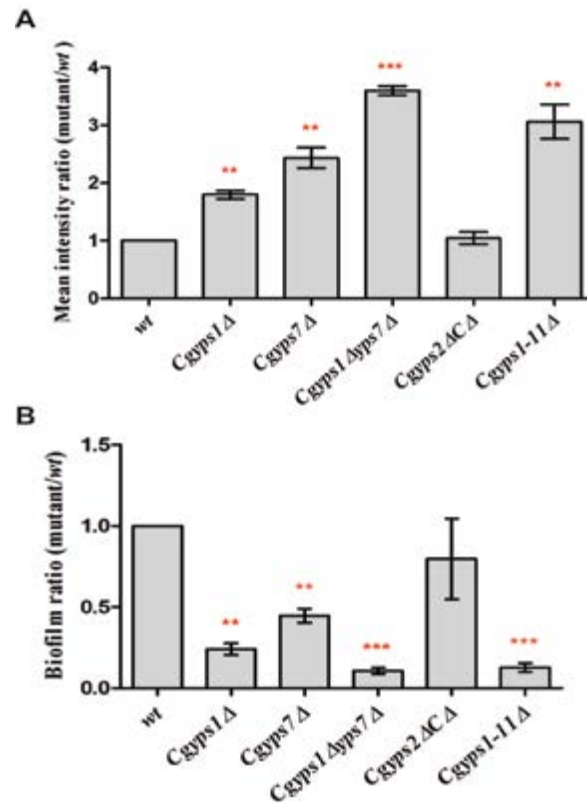 A
Mean intensity ratio (mutant/wt)
4
3
2
1
0
**
**
***
**
wt
Cgyps1Δ
Cgyps7Δ
Cgyps1Δyps7Δ
Cgyps2ΔCΔ
Cgyps1-11Δ
B
Biofilm ratio (mutant/wt)
1.5
1.0
0.5
0.0
**
**
***
***
wt
Cgyps1Δ
Cgyps7Δ
Cgyps1Δyps7Δ
Cgyps2ΔCΔ
Cgyps1-11Δ